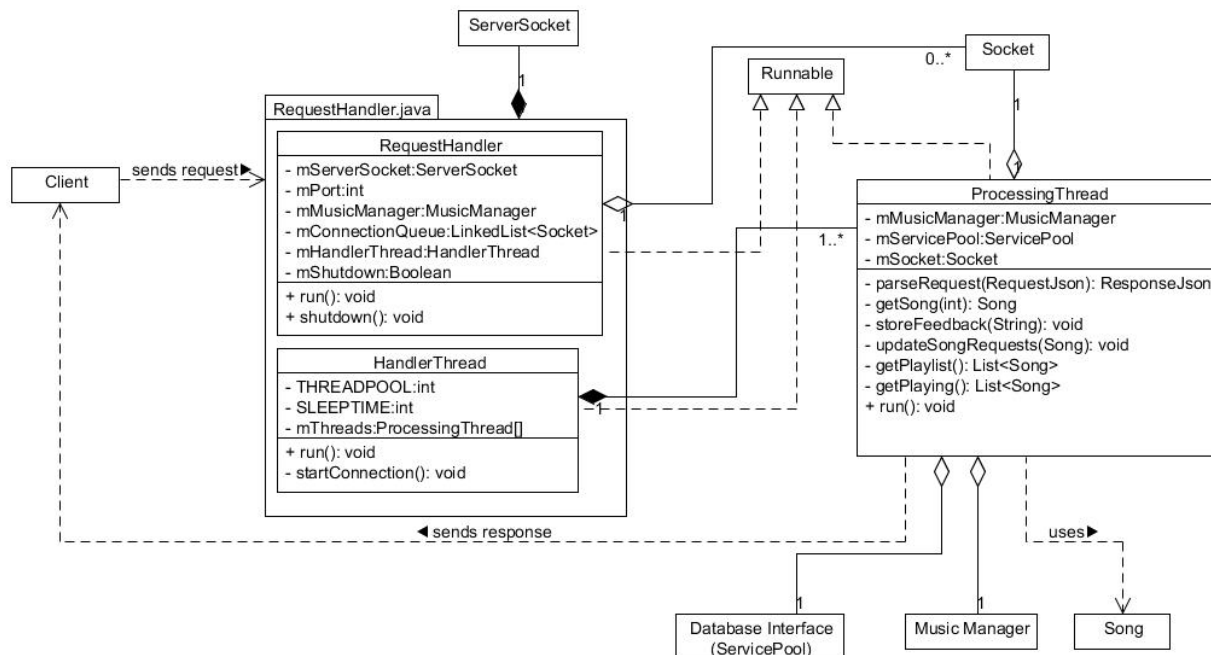 ServerSocket
1
Socket
0..*
Runnable
1
RequestHandler.java
RequestHandler
- mServerSocket:ServerSocket
- mPort:int
- mMusicManager:MusicManager
- mConnectionQueue:LinkedList<Socket>
- mHandlerThread:HandlerThread
- mShutdown:Boolean
+ run(): void
+ shutdown(): void
1
Client
sends request►
HandlerThread
- THREADPOOL:int
- SLEEPTIME:int
- mThreads:ProcessingThread[]
+ run(): void
- startConnection(): void
1
1..*
1
ProcessingThread
- mMusicManager:MusicManager
- mServicePool:ServicePool
- mSocket:Socket
- parseRequest(RequestJson): ResponseJson
- getSong(int): Song
- storeFeedback(String): void
- updateSongRequests(Song): void
- getPlaylist(): List<Song>
- getPlaying(): List<Song>
+ run(): void
◄ sends response
uses►
1
1
Database Interface
(ServicePool)
Music Manager
Song